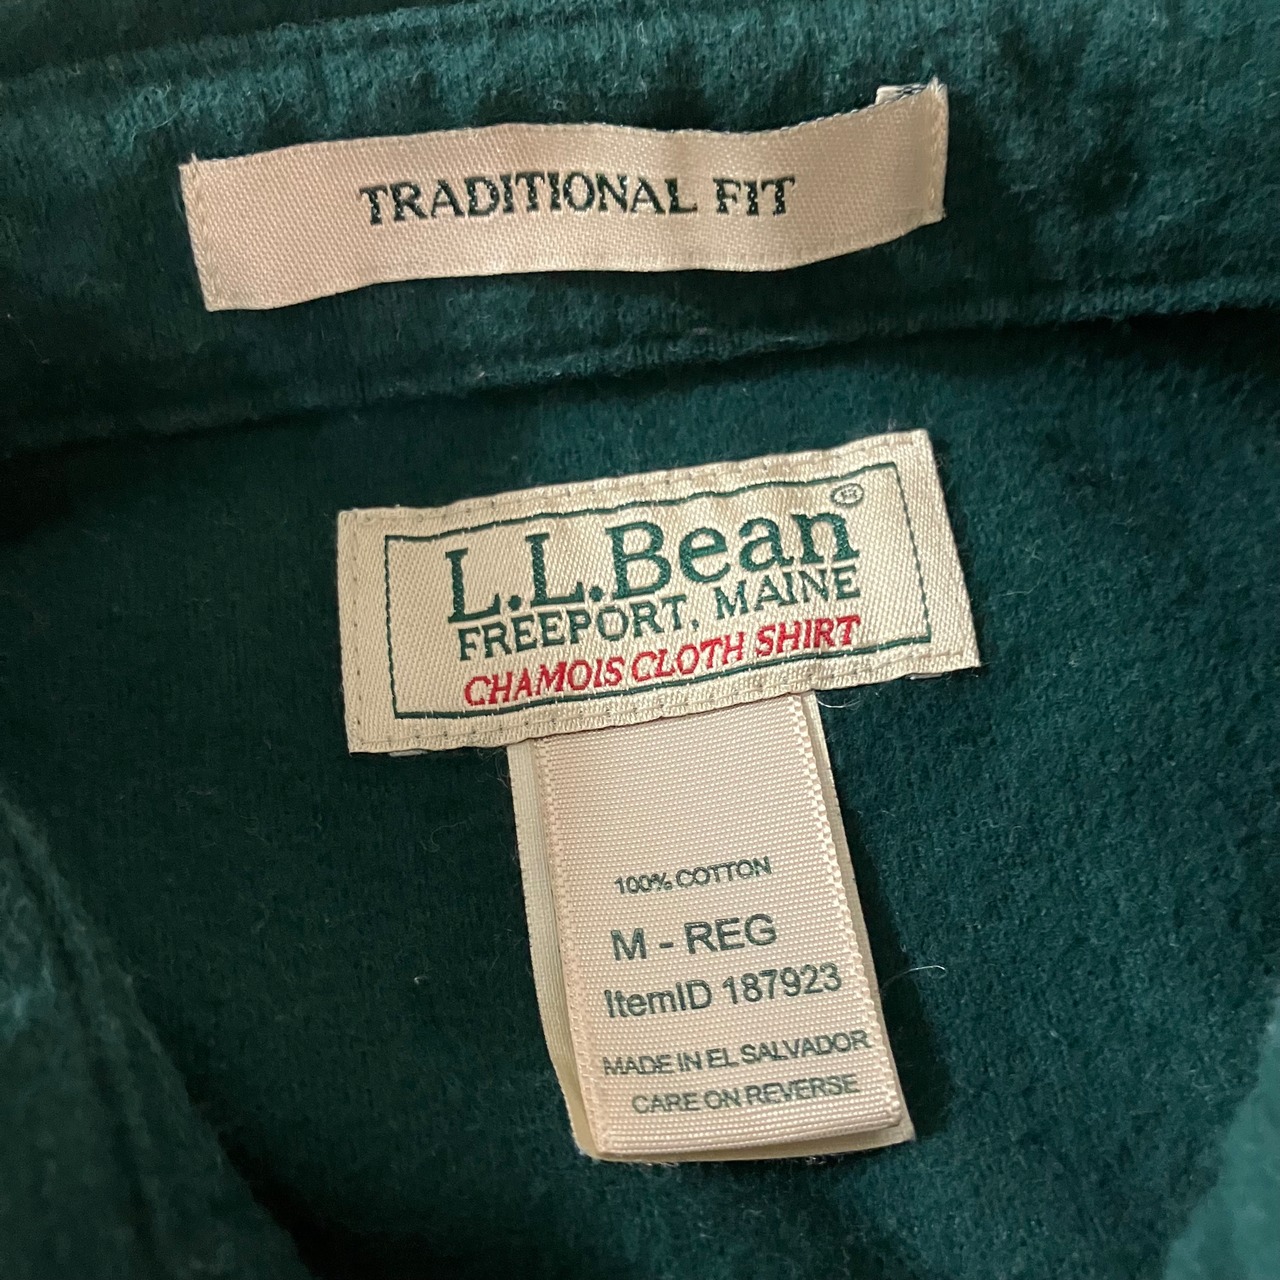 TRADITIONAL FIT
L.L.Bean®
FREEPORT, MAINE
CHAMOIS CLOTH SHIRT
100% COTTON
M - REG
ItemID 187923
MADE IN EL SALVADOR
CARE ON REVERSE